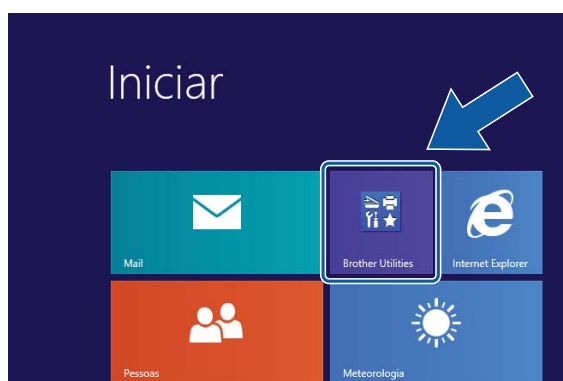 Iniciar
Mail
Brother Utilities
Internet Explorer
Pessoas
Meteorologia